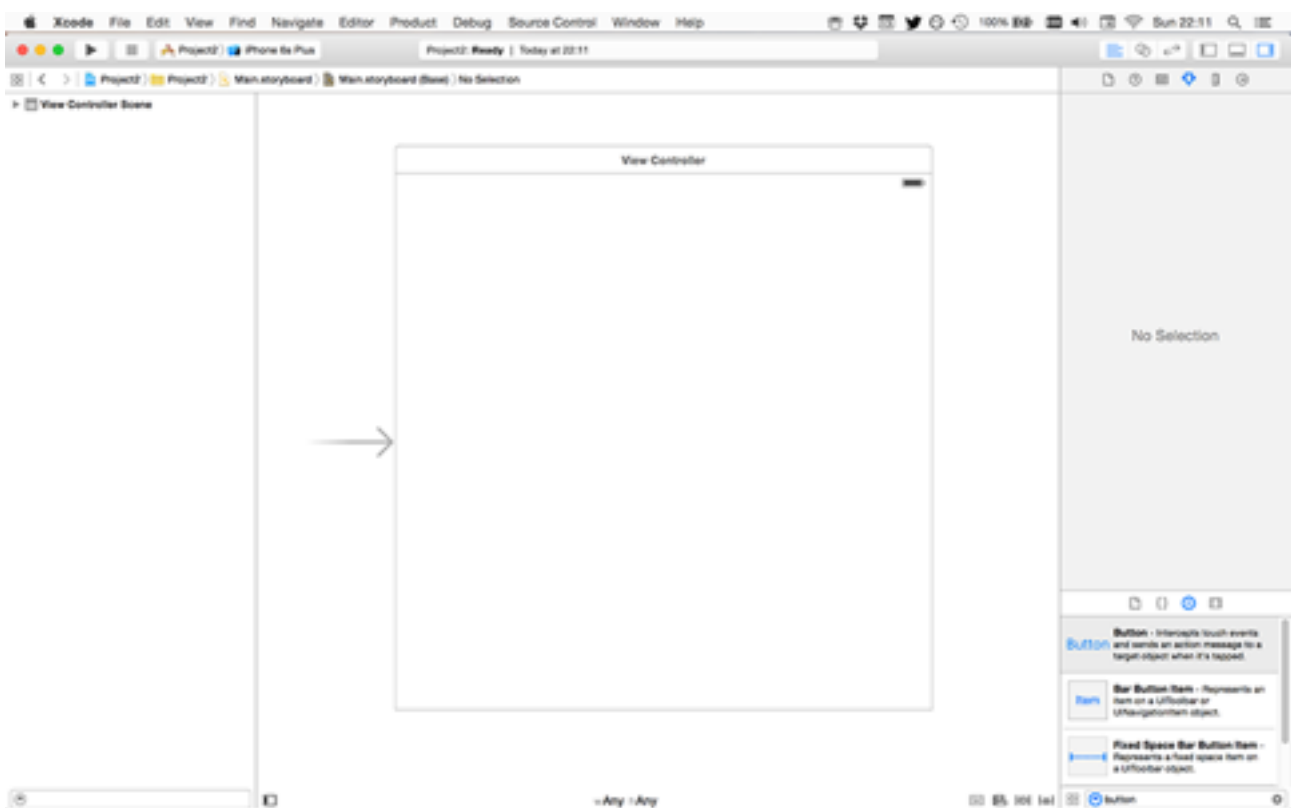 Xcode File Edit View Find Navigate Editor Product Debug Source Control Window Help 100% Sun 22:11
Project2 iPhone 6s Plus Project2: Ready | Today at 22:11
Project2 Project2 Main.storyboard Main.storyboard (Base) No Selection
View Controller Scene
View Controller
No Selection
Button
Button - Intercepts touch events
and sends an action message to a
target object when it's tapped.
Item
Bar Button Item - Represents an
item on a UIToolbar or
UINavigationItem object.
Fixed Space Bar Button Item -
Represents a fixed space item on
a UIToolbar object.
wAny hAny
button